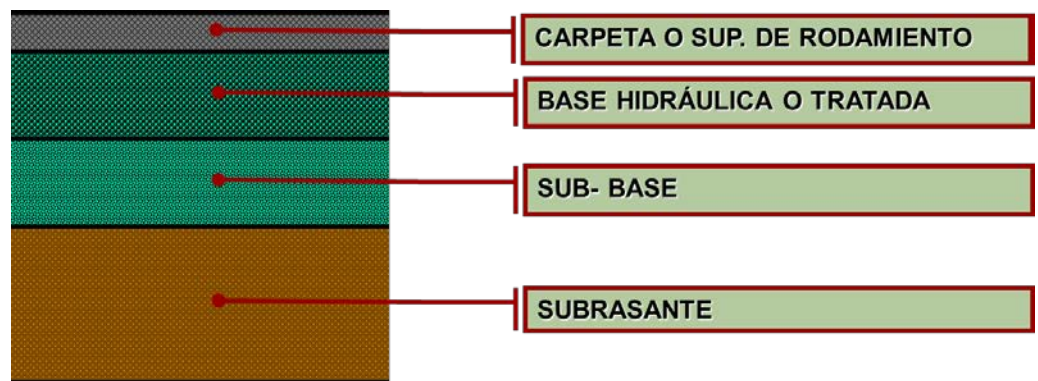 CARPETA O SUP. DE RODAMIENTO
BASE HIDRÁULICA O TRATADA
SUB- BASE
SUBRASANTE